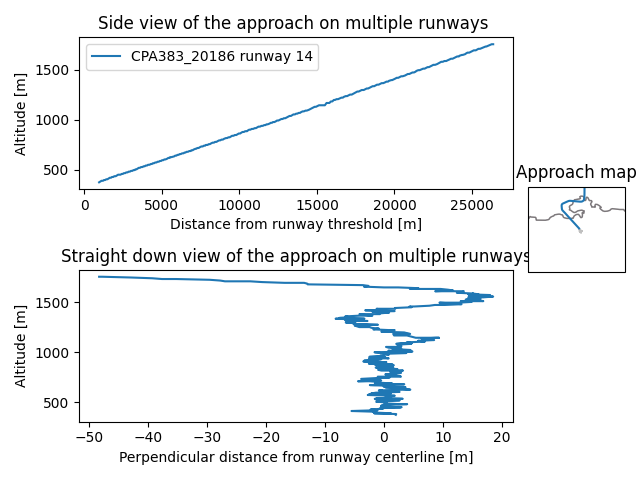 Side view of the approach on multiple runways
CPA383_20186 runway 14
Altitude [m]
1500
1000
500
0 5000 10000 15000 20000 25000
Distance from runway threshold [m]
Approach map
Straight down view of the approach on multiple runways
Altitude [m]
1500
1000
500
−50 −40 −30 −20 −10 0 10 20
Perpendicular distance from runway centerline [m]